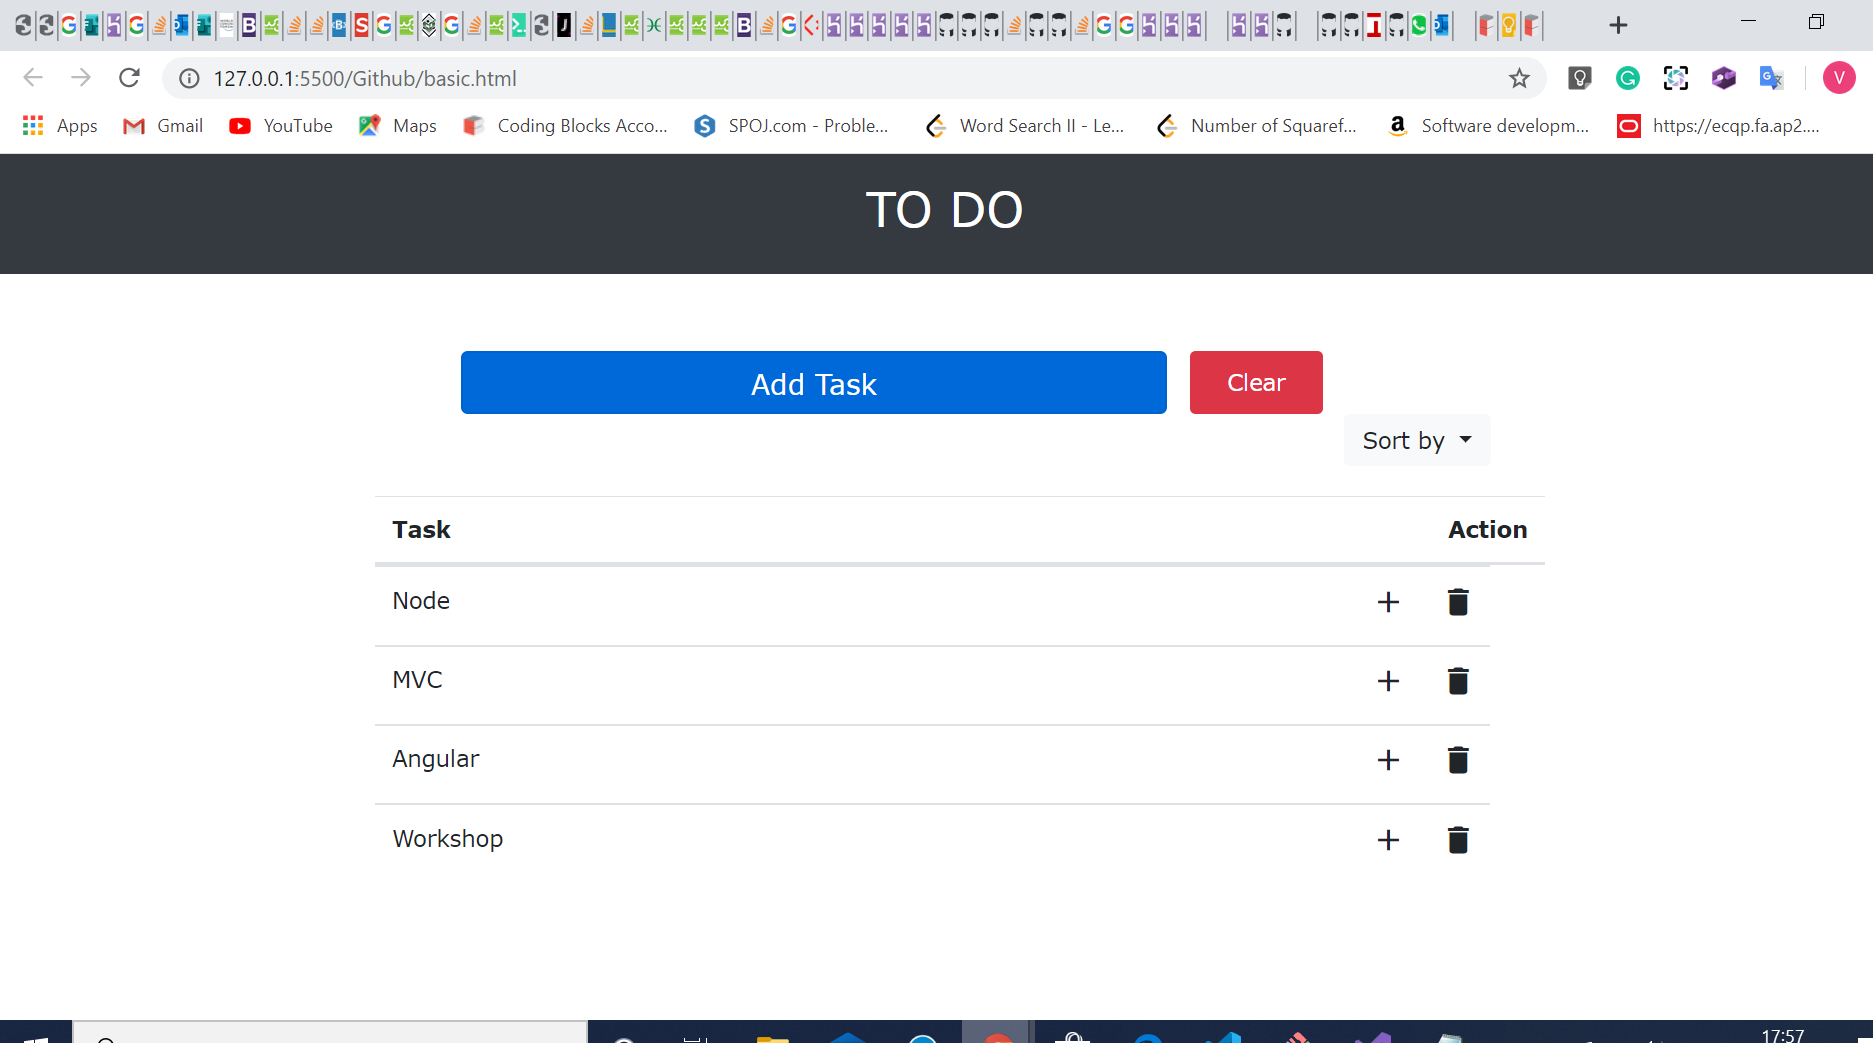 127.0.0.1:5500/Github/basic.html
V
Apps Gmail YouTube Maps Coding Blocks Acco... SPOJ.com - Proble... Word Search II - Le... Number of Squaref... Software developm... https://ecqp.fa.ap2....
TO DO
Add Task Clear
Sort by
Task Action
Node
MVC
Angular
Workshop
17:57